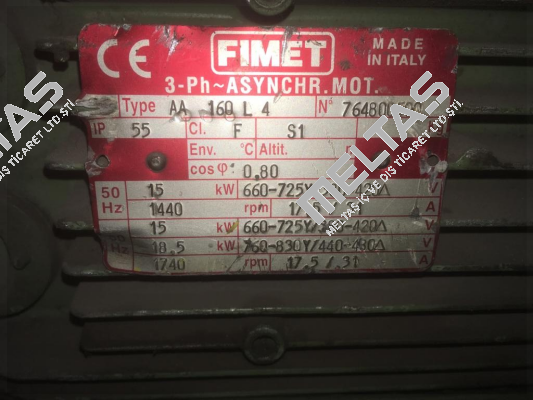 CE FIMET MADE IN ITALY
3-Ph~ASYNCHR.MOT.
Type AA 160 L 4 N°
IP 55 Cl. F S1
Env. °C Altit.
cos φ: 0,80
50 Hz 15 kW 660-725Y V
1440 rpm A
15 kW 660-725Y/ -420Δ V
Hz 18,5 kW 760-830Y/440-480Δ V
1740 rpm 17,5 / 31 A
MELTAS
MELTAS İÇ VE DIŞ TİCARET LTD ŞTİ.